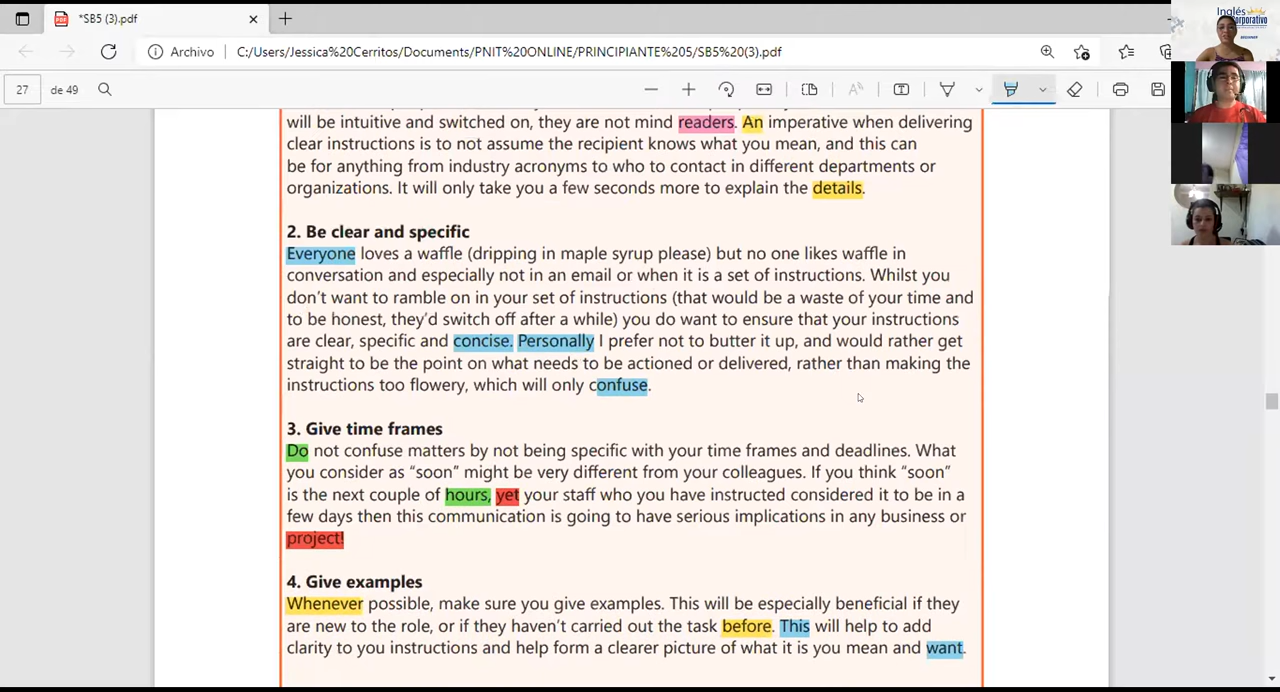 *SB5 (3).pdf
Archivo
C:/Users/Jessica%20Cerritos/Documents/PNIT%20ONLINE/PRINCIPIANTE%205/SB5%20(3).pdf
27 de 49
Inglés
Corporativo
will be intuitive and switched on, they are not mind readers. An imperative when delivering
clear instructions is to not assume the recipient knows what you mean, and this can
be for anything from industry acronyms to who to contact in different departments or
organizations. It will only take you a few seconds more to explain the details.
2. Be clear and specific
Everyone loves a waffle (dripping in maple syrup please) but no one likes waffle in
conversation and especially not in an email or when it is a set of instructions. Whilst you
don't want to ramble on in your set of instructions (that would be a waste of your time and
to be honest, they'd switch off after a while) you do want to ensure that your instructions
are clear, specific and concise. Personally I prefer not to butter it up, and would rather get
straight to be the point on what needs to be actioned or delivered, rather than making the
instructions too flowery, which will only confuse.
3. Give time frames
Do not confuse matters by not being specific with your time frames and deadlines. What
you consider as “soon” might be very different from your colleagues. If you think “soon”
is the next couple of hours, yet your staff who you have instructed considered it to be in a
few days then this communication is going to have serious implications in any business or
project!
4. Give examples
Whenever possible, make sure you give examples. This will be especially beneficial if they
are new to the role, or if they haven't carried out the task before. This will help to add
clarity to you instructions and help form a clearer picture of what it is you mean and want.